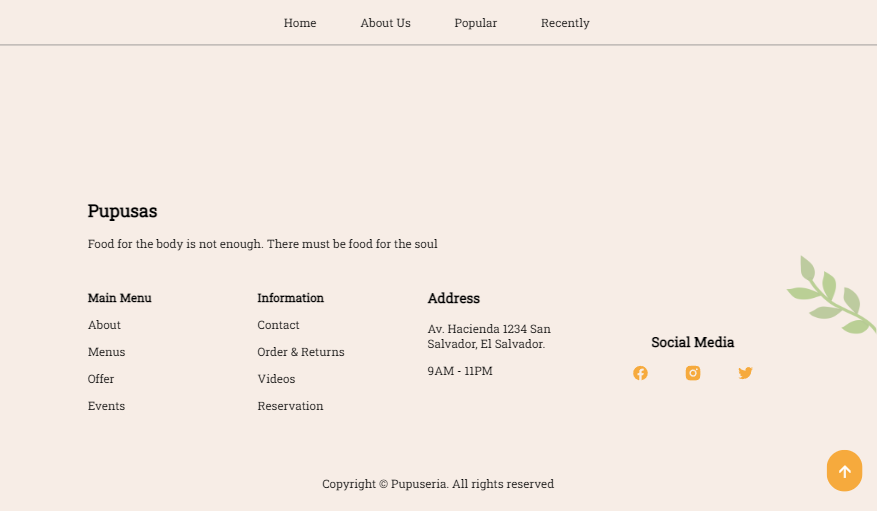 Home
About Us
Popular
Recently
Pupusas
Food for the body is not enough. There must be food for the soul
Main Menu
About
Menus
Offer
Events
Information
Contact
Order & Returns
Videos
Reservation
Address
Av. Hacienda 1234 San
Salvador, El Salvador.
9AM - 11PM
Social Media
Copyright © Pupuseria. All rights reserved